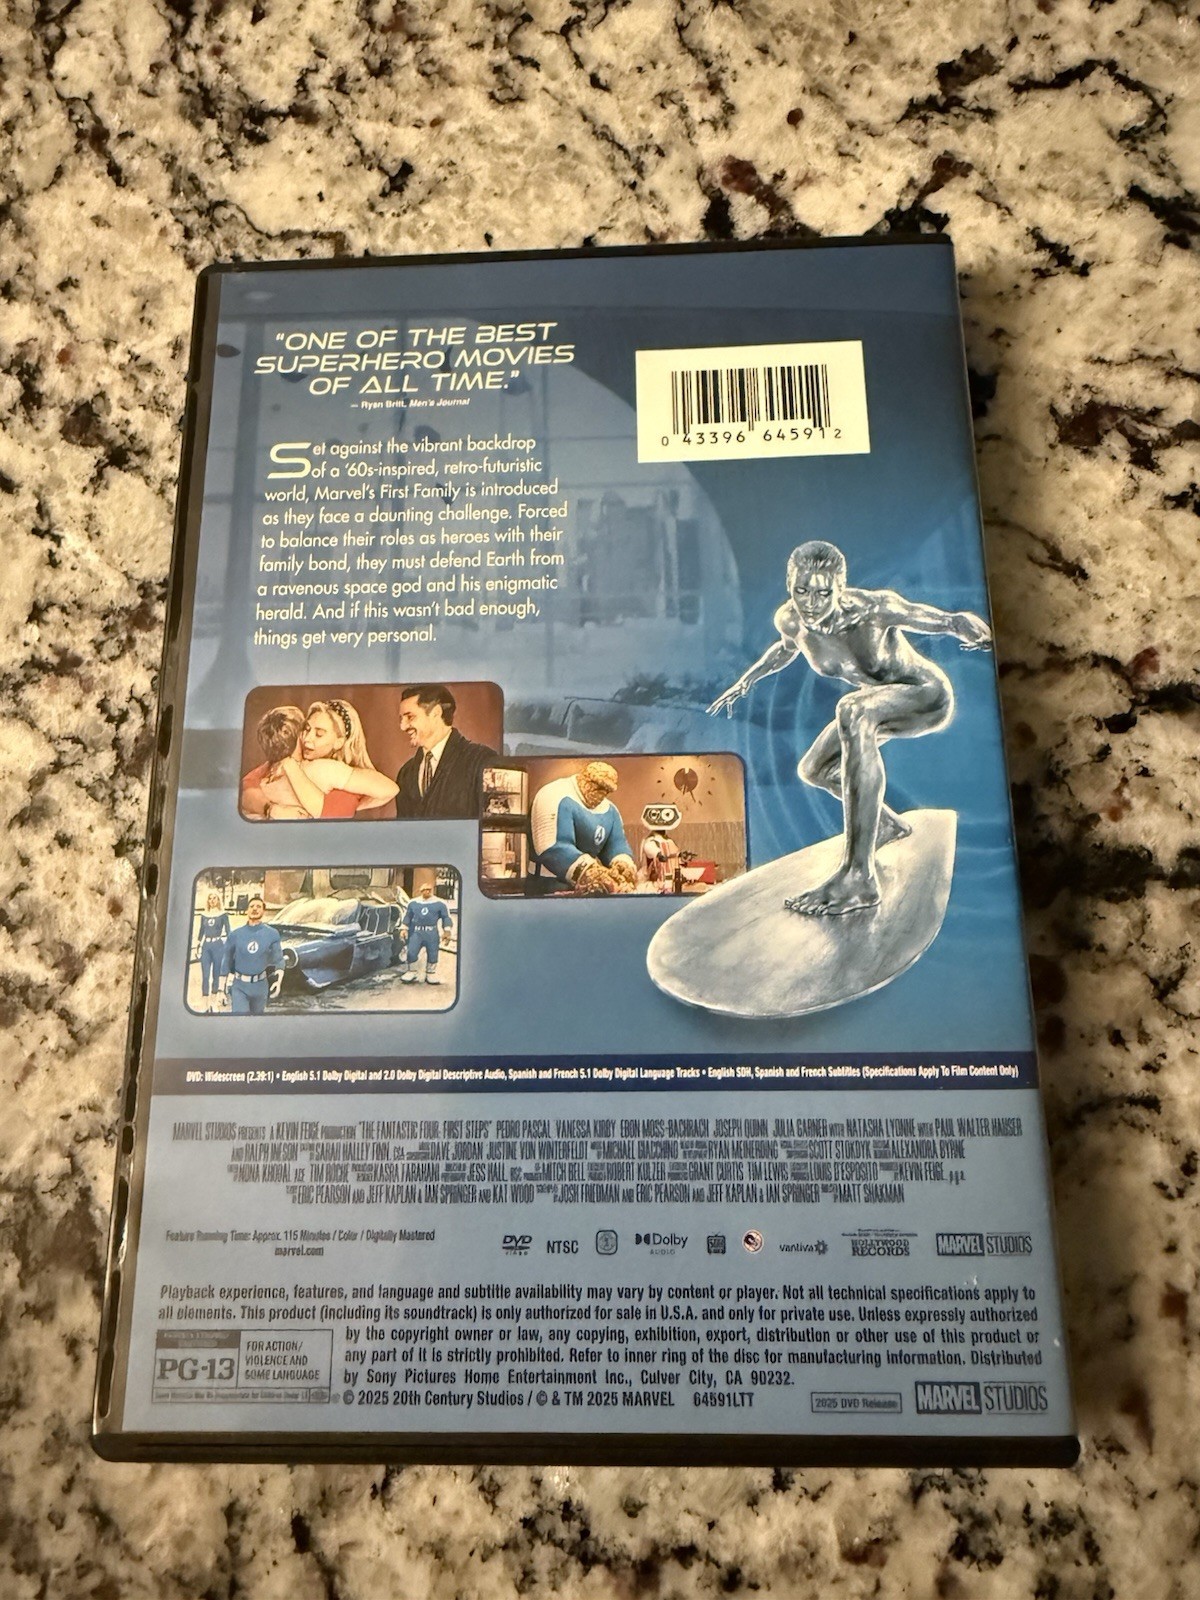 "ONE OF THE BEST
SUPERHERO MOVIES
OF ALL TIME."
— Ryan Britt, Men's Journal
0 43396 64591 2
Set against the vibrant backdrop
of a '60s-inspired, retro-futuristic
world, Marvel's First Family is introduced
as they face a daunting challenge. Forced
to balance their roles as heroes with their
family bond, they must defend Earth from
a ravenous space god and his enigmatic
herald. And if this wasn't bad enough,
things get very personal.
DVD: Widescreen (2.39:1) • English 5.1 Dolby Digital and 2.0 Dolby Digital Descriptive Audio, Spanish and French 5.1 Dolby Digital Language Tracks • English SDH, Spanish and French Subtitles (Specifications Apply To Film Content Only)
MARVEL STUDIOS PRESENTS A KEVIN FEIGE PRODUCTION "THE FANTASTIC FOUR: FIRST STEPS" PEDRO PASCAL VANESSA KIRBY EBON MOSS-BACHRACH JOSEPH QUINN JULIA GARNER WITH NATASHA LYONNE WITH PAUL WALTER HAUSER
AND RALPH INESON SARAH HALLEY FINN, CSA DAVE JORDAN JUSTINE VON WINTERFELDT MICHAEL GIACCHINO RYAN MEINERDING SCOTT STOKDYK ALEXANDRA BYRNE
NONA KHODAI, ACE TIM ROCHE KASRA FARAHANI JESS HALL, BSC MITCH BELL ROBERT KULZER GRANT CURTIS TIM LEWIS LOUIS D'ESPOSITO KEVIN FEIGE, p.g.a.
ERIC PEARSON AND JEFF KAPLAN & IAN SPRINGER AND KAT WOOD JOSH FRIEDMAN AND ERIC PEARSON AND JEFF KAPLAN & IAN SPRINGER MATT SHAKMAN
Feature Running Time: Approx. 115 Minutes / Color / Digitally Mastered
marvel.com
DVD VIDEO NTSC Dolby AUDIO vantiva HOLLYWOOD RECORDS MARVEL STUDIOS
Playback experience, features, and language and subtitle availability may vary by content or player. Not all technical specifications apply to
all elements. This product (including its soundtrack) is only authorized for sale in U.S.A. and only for private use. Unless expressly authorized
by the copyright owner or law, any copying, exhibition, export, distribution or other use of this product or
any part of it is strictly prohibited. Refer to inner ring of the disc for manufacturing information. Distributed
by Sony Pictures Home Entertainment Inc., Culver City, CA 90232.
PG-13
FOR ACTION/
VIOLENCE AND
SOME LANGUAGE
© 2025 20th Century Studios / © & TM 2025 MARVEL 64591LTT
2025 DVD Release MARVEL STUDIOS